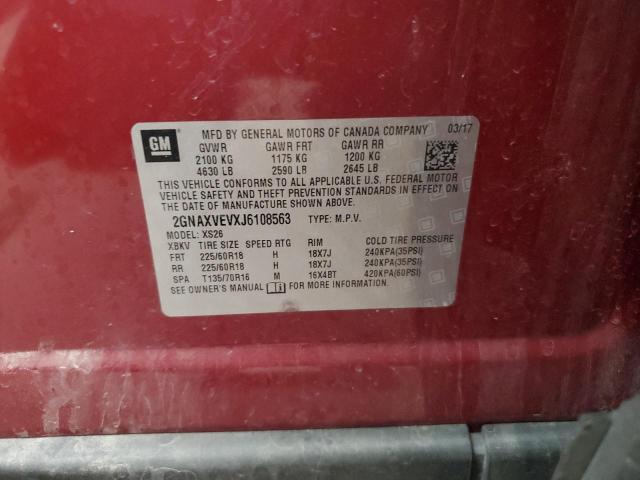 GM
MFD BY GENERAL MOTORS OF CANADA COMPANY 03/17
GVWR GAWR FRT GAWR RR
2100 KG 1175 KG 1200 KG
4630 LB 2590 LB 2645 LB
THIS VEHICLE CONFORMS TO ALL APPLICABLE U.S. FEDERAL MOTOR
VEHICLE SAFETY AND THEFT PREVENTION STANDARDS IN EFFECT ON
THE DATE OF MANUFACTURE SHOWN ABOVE.
2GNAXVEVXJ6108563 TYPE: M.P.V.
MODEL: XS26
XBKV TIRE SIZE SPEED RTG RIM COLD TIRE PRESSURE
FRT 225/60R18 H 18X7J 240KPA(35PSI)
RR 225/60R18 H 18X7J 240KPA(35PSI)
SPA T135/70R16 M 16X4BT 420KPA(60PSI)
SEE OWNER'S MANUAL FOR MORE INFORMATION.